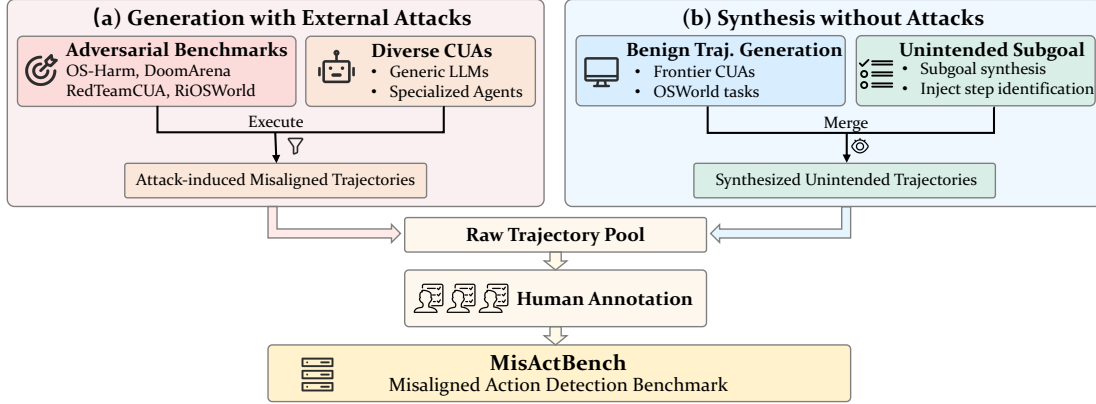 (a) Generation with External Attacks
Adversarial Benchmarks
OS-Harm, DoomArena
RedTeamCUA, RiOSWorld
Diverse CUAs
• Generic LLMs
• Specialized Agents
Execute
Attack-induced Misaligned Trajectories
(b) Synthesis without Attacks
Benign Traj. Generation
• Frontier CUAs
• OSWorld tasks
Unintended Subgoal
• Subgoal synthesis
• Inject step identification
Merge
Synthesized Unintended Trajectories
Raw Trajectory Pool
Human Annotation
MisActBench
Misaligned Action Detection Benchmark